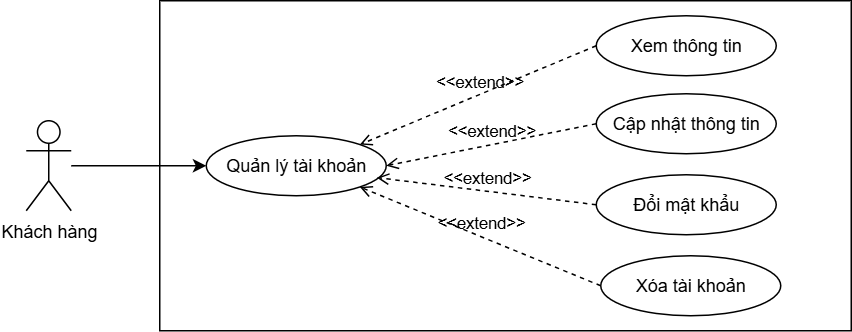 Xem thông tin
<<extend>>
Cập nhật thông tin
<<extend>>
Quản lý tài khoản
<<extend>>
Đổi mật khẩu
<<extend>>
Khách hàng
Xóa tài khoản